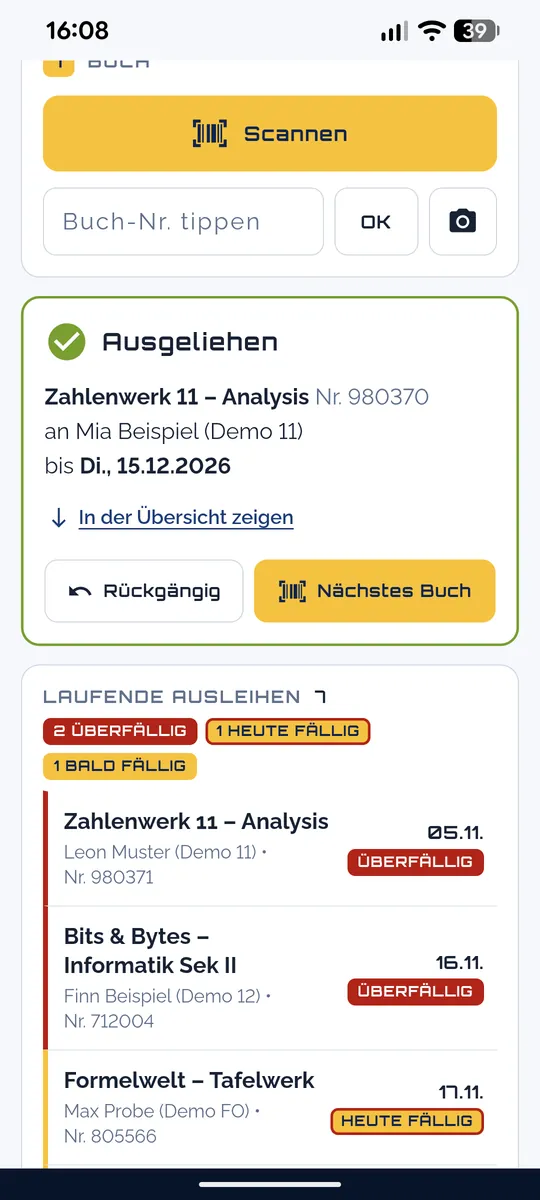 16:08
39
1 BUCH
Scannen
Buch-Nr. tippen
OK
Ausgeliehen
Zahlenwerk 11 – Analysis Nr. 980370
an Mia Beispiel (Demo 11)
bis Di., 15.12.2026
↓ In der Übersicht zeigen
Rückgängig
Nächstes Buch
LAUFENDE AUSLEIHEN 7
2 ÜBERFÄLLIG
1 HEUTE FÄLLIG
1 BALD FÄLLIG
Zahlenwerk 11 – Analysis
05.11.
Leon Muster (Demo 11) •
ÜBERFÄLLIG
Nr. 980371
Bits & Bytes –
16.11.
Informatik Sek II
Finn Beispiel (Demo 12) •
ÜBERFÄLLIG
Nr. 712004
Formelwelt – Tafelwerk
17.11.
Max Probe (Demo FO) •
HEUTE FÄLLIG
Nr. 805566